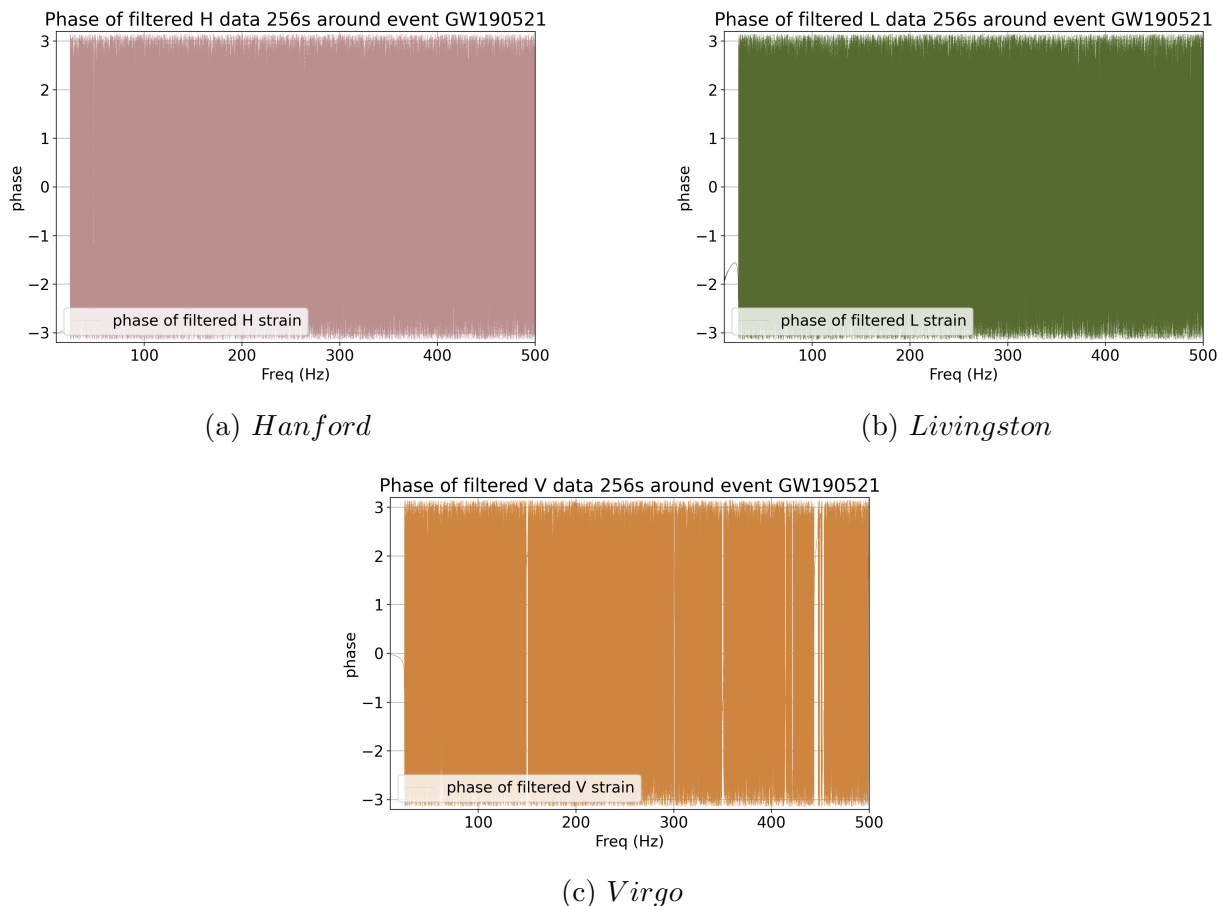 Phase of filtered H data 256s around event GW190521
3
2
1
0
−1
−2
−3
phase
phase of filtered H strain
100 200 300 400 500
Freq (Hz)
(a) Hanford
Phase of filtered L data 256s around event GW190521
3
2
1
0
−1
−2
−3
phase
phase of filtered L strain
100 200 300 400 500
Freq (Hz)
(b) Livingston
Phase of filtered V data 256s around event GW190521
3
2
1
0
−1
−2
−3
phase
phase of filtered V strain
100 200 300 400 500
Freq (Hz)
(c) Virgo